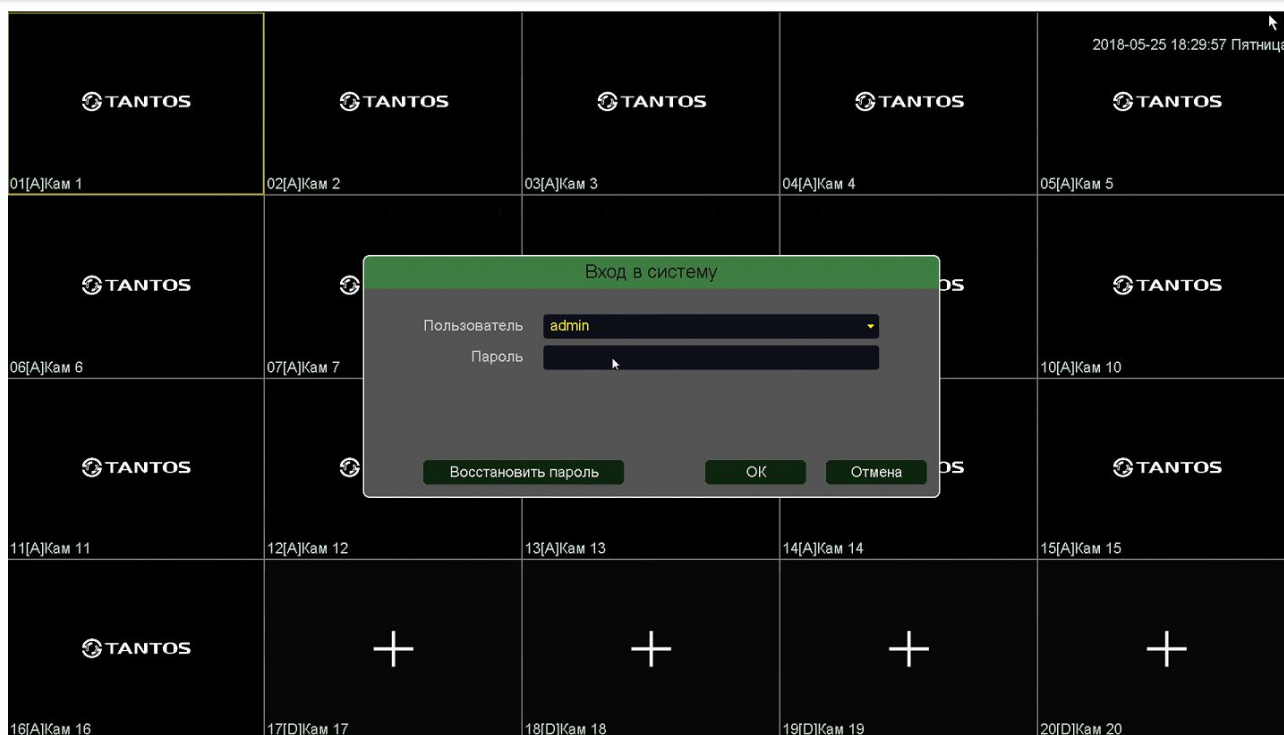 2018-05-25 18:29:57 Пятница
TANTOS TANTOS TANTOS TANTOS TANTOS
01[A]Кам 1 02[A]Кам 2 03[A]Кам 3 04[A]Кам 4 05[A]Кам 5
Вход в систему
TANTOS OS TANTOS
Пользователь admin
Пароль
06[A]Кам 6 07[A]Кам 7 10[A]Кам 10
TANTOS OS TANTOS
Восстановить пароль OK Отмена
11[A]Кам 11 12[A]Кам 12 13[A]Кам 13 14[A]Кам 14 15[A]Кам 15
TANTOS
16[A]Кам 16 17[D]Кам 17 18[D]Кам 18 19[D]Кам 19 20[D]Кам 20